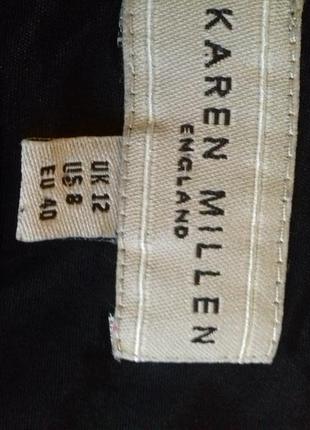 KAREN MILLEN
ENGLAND
UK 12
US 8
EU 40